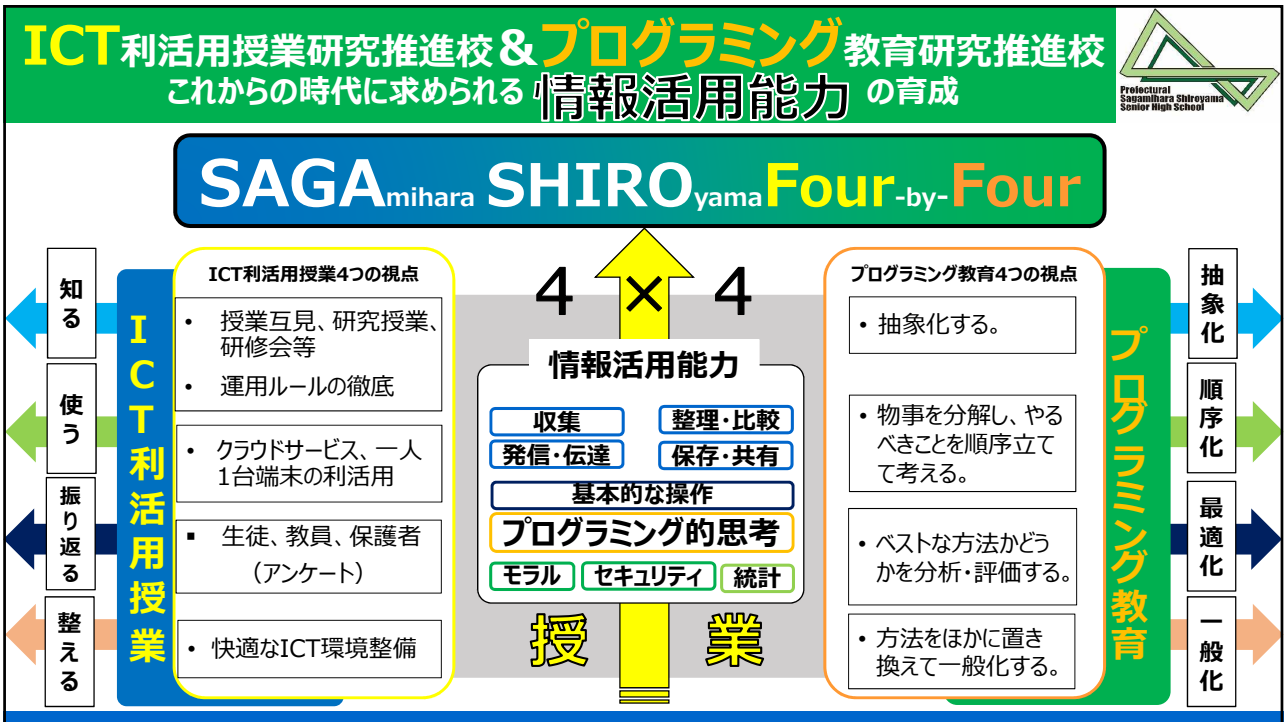 ICT利活用授業研究推進校&プログラミング教育研究推進校
これからの時代に求められる 情報活用能力 の育成
Prefectural
Sagamihara Shiroyama
Senior High School
SAGAmihara SHIROyama Four-by-Four
知る
使う
振り返る
整える
ICT利活用授業
ICT利活用授業4つの視点
• 授業互見、研究授業、
研修会等
• 運用ルールの徹底
• クラウドサービス、一人
1台端末の利活用
▪ 生徒、教員、保護者
（アンケート）
• 快適なICT環境整備
4 × 4
情報活用能力
収集
整理・比較
発信・伝達
保存・共有
基本的な操作
プログラミング的思考
モラル
セキュリティ
統計
授 業
プログラミング教育4つの視点
• 抽象化する。
• 物事を分解し、やる
べきことを順序立て
て考える。
• ベストな方法かどう
かを分析・評価する。
• 方法をほかに置き
換えて一般化する。
プログラミング教育
抽象化
順序化
最適化
一般化